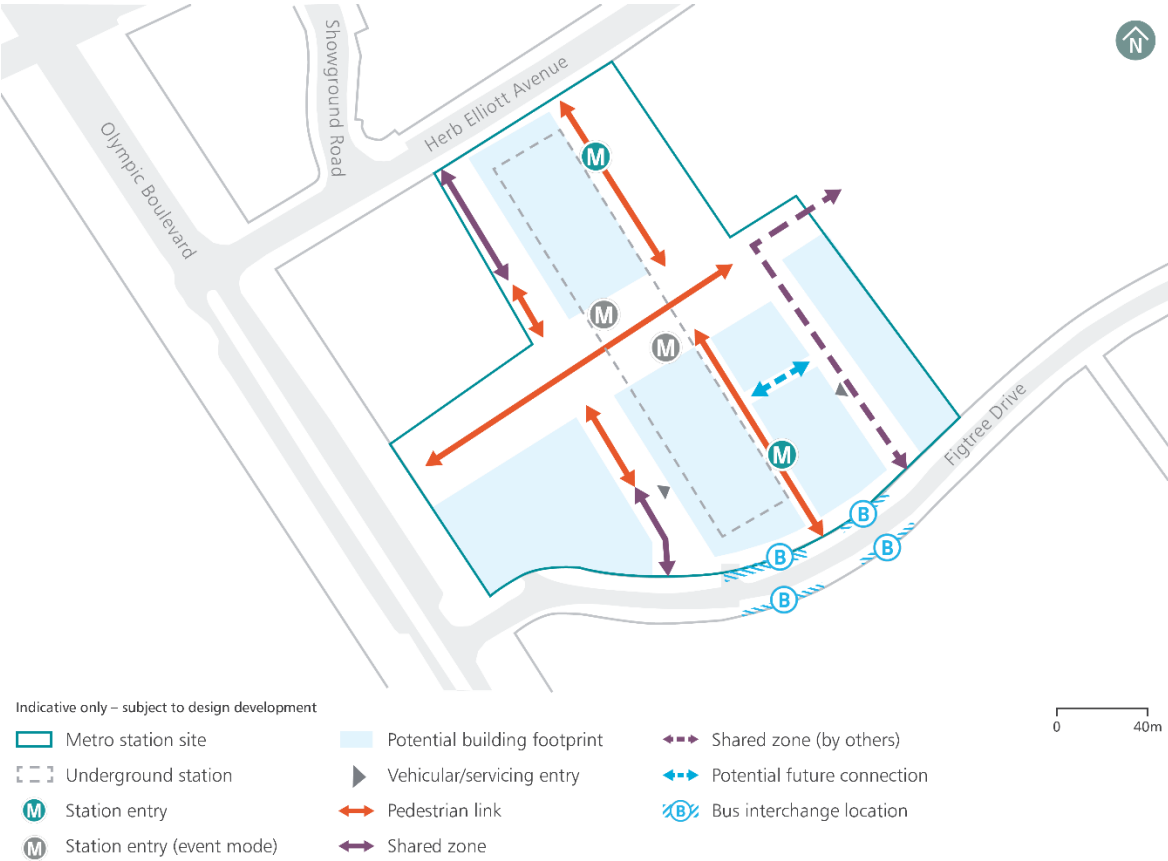 N
Showground Road
Herb Elliott Avenue
Olympic Boulevard
M
M
M
M
Figtree Drive
B
B
B
B
Indicative only – subject to design development
0 40m
Metro station site
Potential building footprint
Shared zone (by others)
Underground station
Vehicular/servicing entry
Potential future connection
M Station entry
Pedestrian link
B Bus interchange location
M Station entry (event mode)
Shared zone